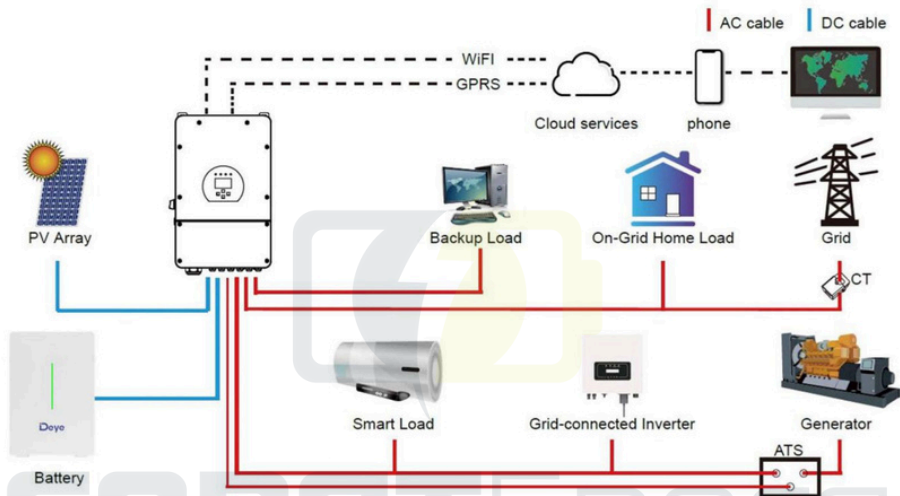 AC cable
DC cable
WiFI
GPRS
Cloud services
phone
PV Array
Backup Load
On-Grid Home Load
Grid
CT
Deye
Smart Load
Grid-connected Inverter
Generator
ATS
Battery